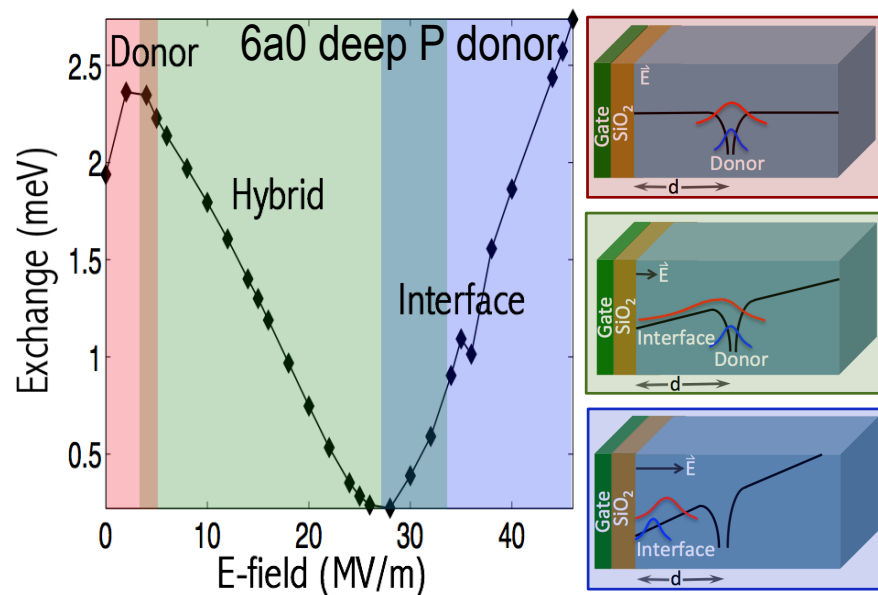 6a0 deep P donor
Donor
Hybrid
Interface
2.5
2
1.5
1
0.5
Exchange (meV)
0
10
20
30
40
E-field (MV/m)
Gate
SiO2
E
Donor
d
Gate
SiO2
E
Interface
Donor
d
Gate
SiO2
E
Interface
d